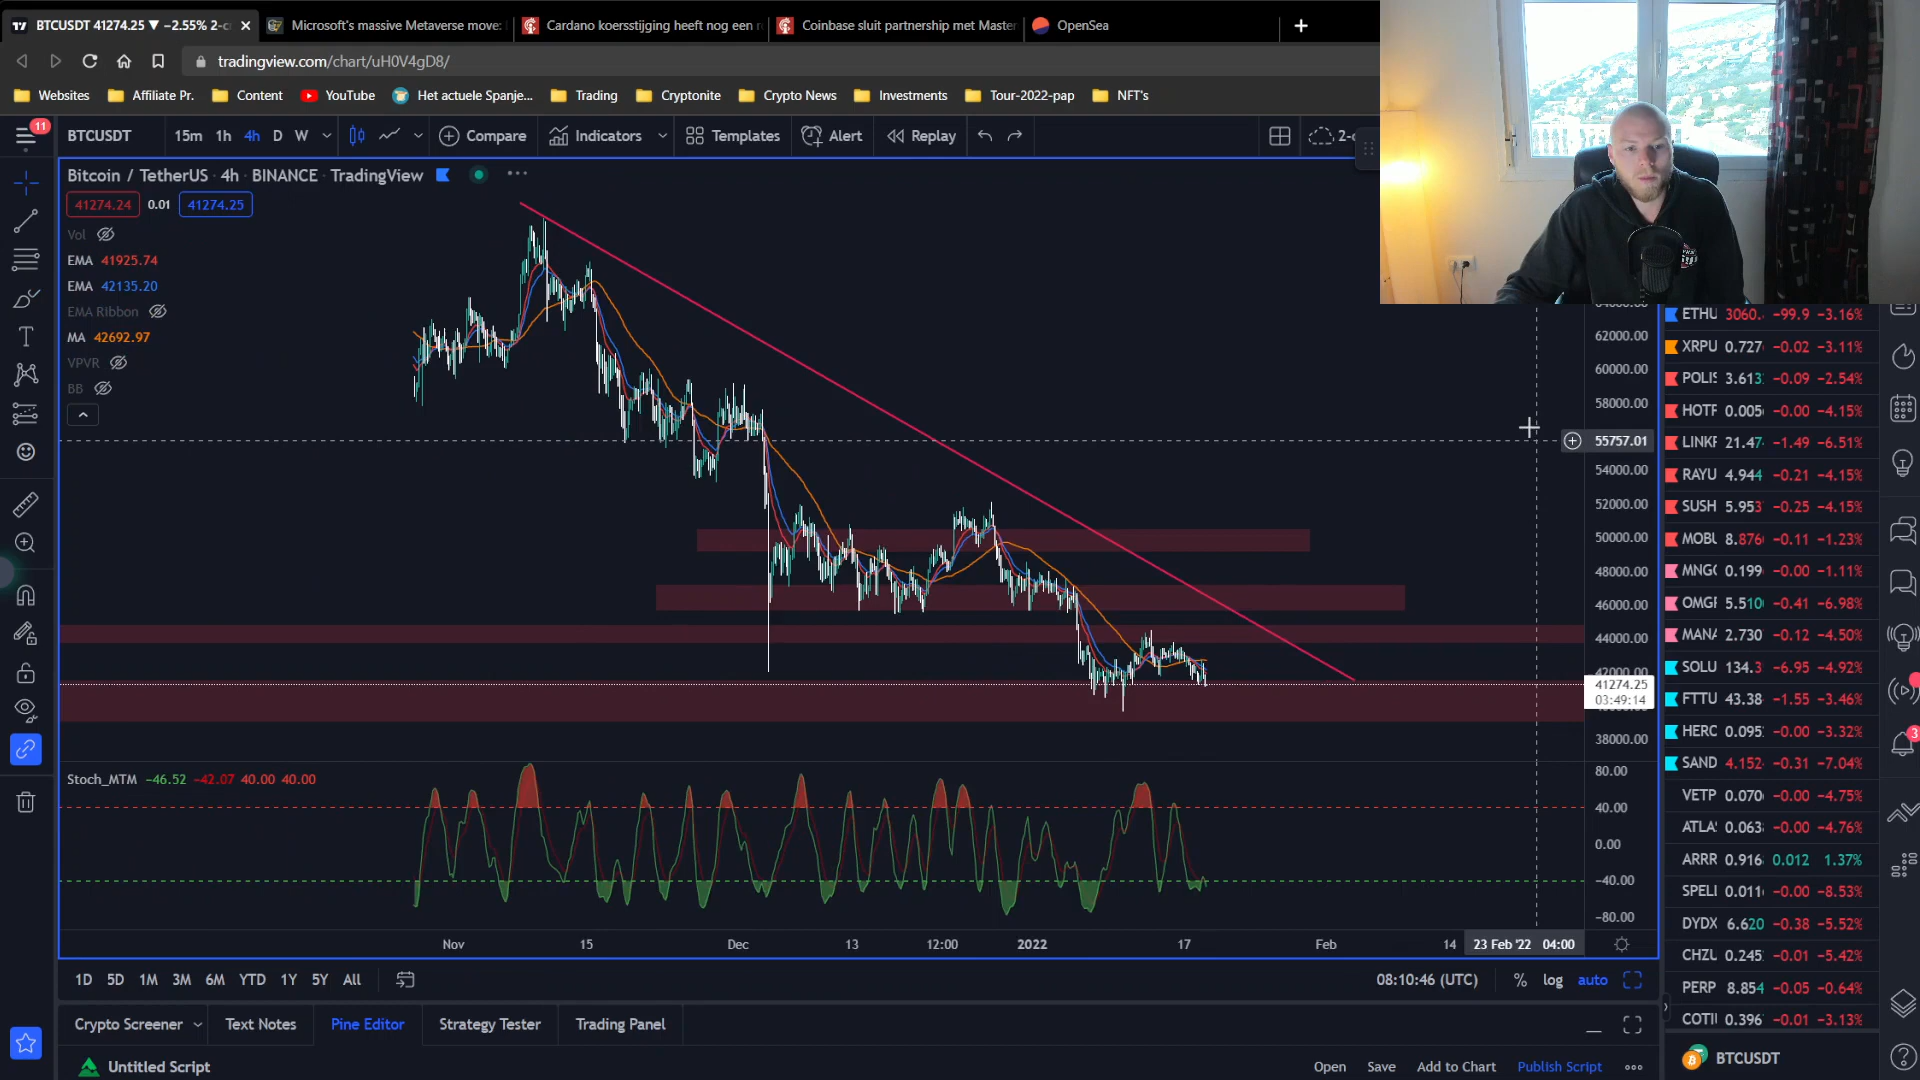 BTCUSDT 41274.25 ▼ −2.55% 2-c
Microsoft's massive Metaverse move:
Cardano koersstijging heeft nog een r
Coinbase sluit partnership met Master
OpenSea
tradingview.com/chart/uH0V4gD8/
Websites
Affiliate Pr.
Content
YouTube
Het actuele Spanje...
Trading
Cryptonite
Crypto News
Investments
Tour-2022-pap
NFT's
11
BTCUSDT
15m 1h 4h D W
Compare
Indicators
Templates
Alert
Replay
Bitcoin / TetherUS · 4h · BINANCE · TradingView
41274.24 0.01 41274.25
Vol
EMA 41925.74
EMA 42135.20
EMA Ribbon
MA 42692.97
VPVR
BB
62000.00
60000.00
58000.00
55757.01
54000.00
52000.00
50000.00
48000.00
46000.00
44000.00
42000.00
41274.25
03:49:14
38000.00
Stoch_MTM −46.52 −42.07 40.00 40.00
80.00
40.00
0.00
−40.00
−80.00
Nov 15 Dec 13 12:00 2022 17 Feb 14 23 Feb '22 04:00
ETHU 3060. −99.9 −3.16%
XRPU 0.727 −0.02 −3.11%
POLIS 3.613 −0.09 −2.54%
HOTP 0.005 −0.00 −4.15%
LINKP 21.47 −1.49 −6.51%
RAYU 4.944 −0.21 −4.15%
SUSH 5.953 −0.25 −4.15%
MOBU 8.876 −0.11 −1.23%
MNGO 0.199 −0.00 −1.11%
OMGP 5.510 −0.41 −6.98%
MANA 2.730 −0.12 −4.50%
SOLU 134.3 −6.95 −4.92%
FTTU 43.38 −1.55 −3.46%
HERC 0.095 −0.00 −3.32%
SAND 4.152 −0.31 −7.04%
VETP 0.070 −0.00 −4.75%
ATLA 0.063 −0.00 −4.76%
ARRR 0.916 0.012 1.37%
SPELL 0.011 −0.00 −8.53%
DYDX 6.620 −0.38 −5.52%
CHZU 0.245 −0.01 −5.42%
PERP 8.854 −0.05 −0.64%
COTI 0.396 −0.01 −3.13%
1D 5D 1M 3M 6M YTD 1Y 5Y All
08:10:46 (UTC) % log auto
Crypto Screener
Text Notes
Pine Editor
Strategy Tester
Trading Panel
BTCUSDT
Untitled Script
Open
Save
Add to Chart
Publish Script